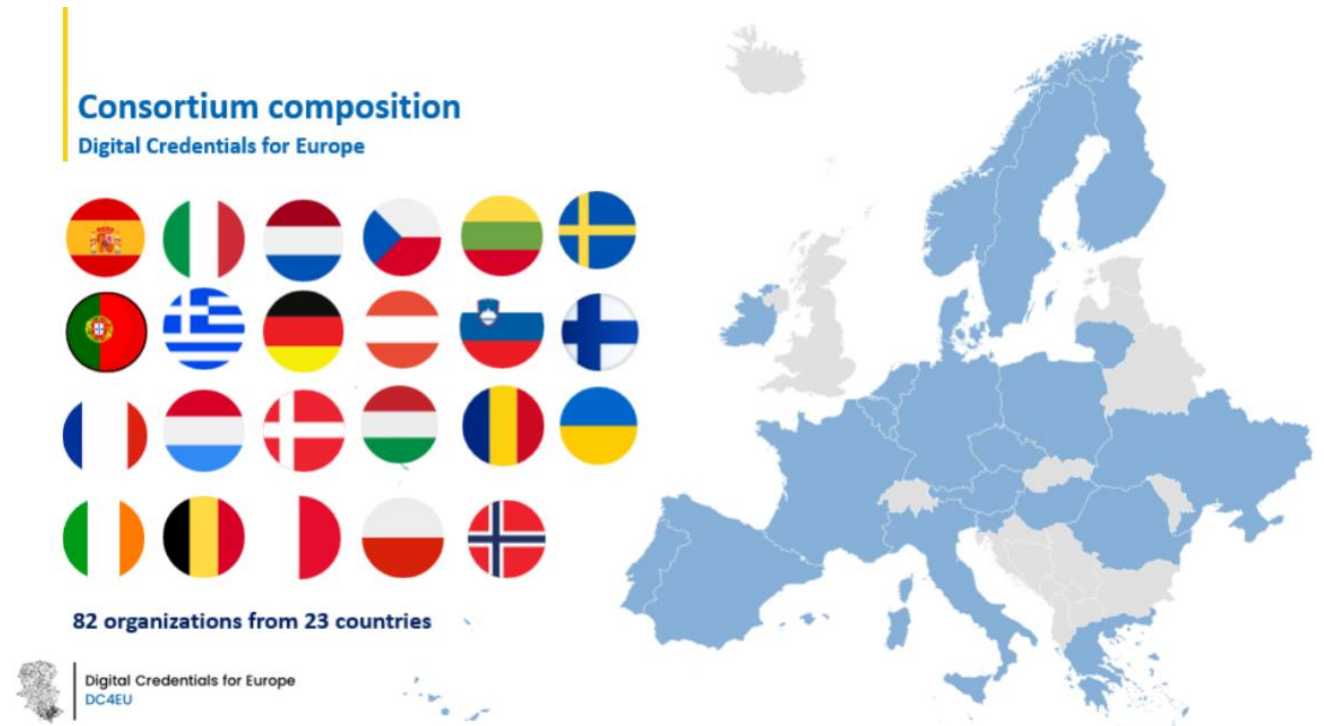 Consortium composition
Digital Credentials for Europe
82 organizations from 23 countries
Digital Credentials for Europe
DC4EU